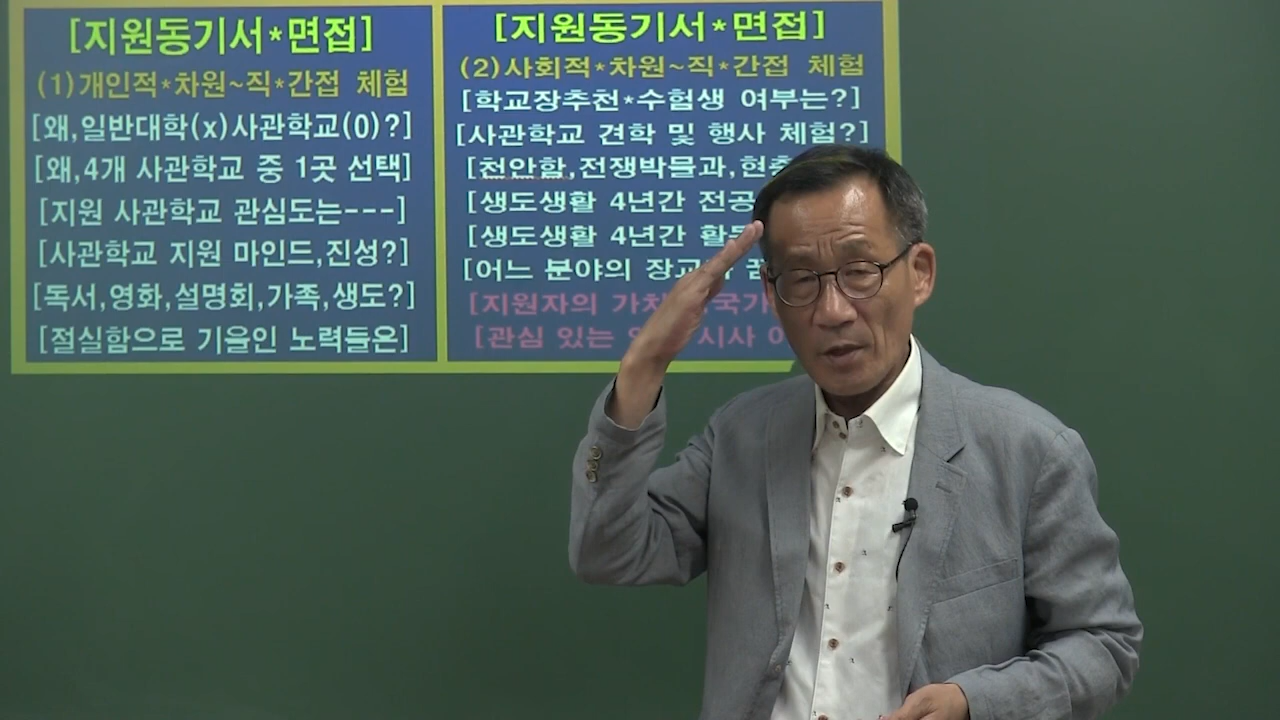 [지원동기서*면접]
(1)개인적*차원~직*간접 체험
[왜,일반대학(x)사관학교(0)?]
[왜,4개 사관학교 중 1곳 선택]
[지원 사관학교 관심도는---]
[사관학교 지원 마인드,진성?]
[독서,영화,설명회,가족,생도?]
[절실함으로 기울인 노력들은]
[지원동기서*면접]
(2)사회적*차원~직*간접 체험
[학교장추천*수험생 여부는?]
[사관학교 견학 및 행사 체험?]
[천안함,전쟁박물과,현충
[생도생활 4년간 전공
[생도생활 4년간
[어느 분야의
[지원자의
[관심 있는 시사